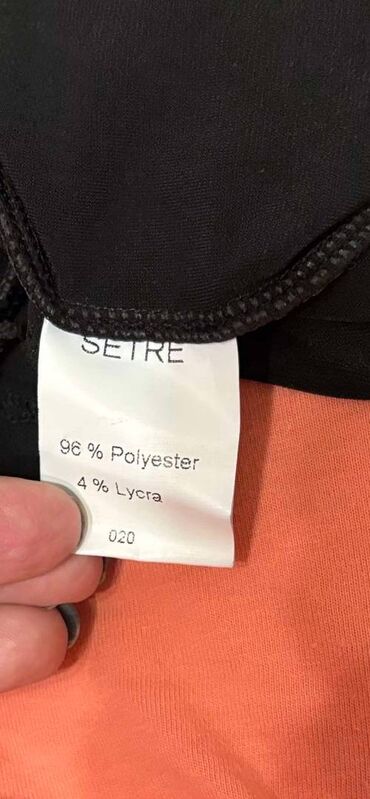 SETRE
96 % Polyester
4 % Lycra
020